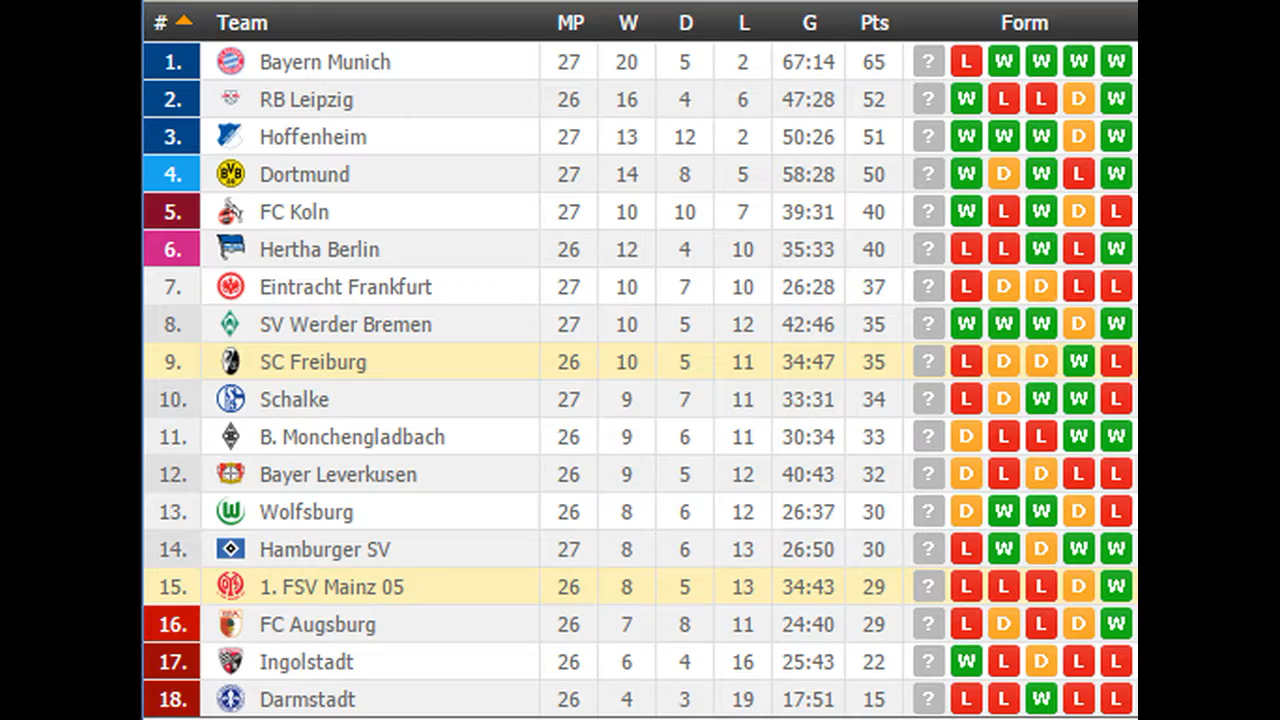 # Team MP W D L G Pts Form
1. Bayern Munich 27 20 5 2 67:14 65 ? L W W W W
2. RB Leipzig 26 16 4 6 47:28 52 ? W L L D W
3. Hoffenheim 27 13 12 2 50:26 51 ? W W W D W
4. Dortmund 27 14 8 5 58:28 50 ? W D W L W
5. FC Koln 27 10 10 7 39:31 40 ? W L W D L
6. Hertha Berlin 26 12 4 10 35:33 40 ? L L W L W
7. Eintracht Frankfurt 27 10 7 10 26:28 37 ? L D D L L
8. SV Werder Bremen 27 10 5 12 42:46 35 ? W W W D W
9. SC Freiburg 26 10 5 11 34:47 35 ? L D D W L
10. Schalke 27 9 7 11 33:31 34 ? L D W W L
11. B. Monchengladbach 26 9 6 11 30:34 33 ? D L L W W
12. Bayer Leverkusen 26 9 5 12 40:43 32 ? D L D L L
13. Wolfsburg 26 8 6 12 26:37 30 ? D W W D L
14. Hamburger SV 27 8 6 13 26:50 30 ? L W D W W
15. 1. FSV Mainz 05 26 8 5 13 34:43 29 ? L L L D W
16. FC Augsburg 26 7 8 11 24:40 29 ? L D L D W
17. Ingolstadt 26 6 4 16 25:43 22 ? W L D L L
18. Darmstadt 26 4 3 19 17:51 15 ? L L W L L